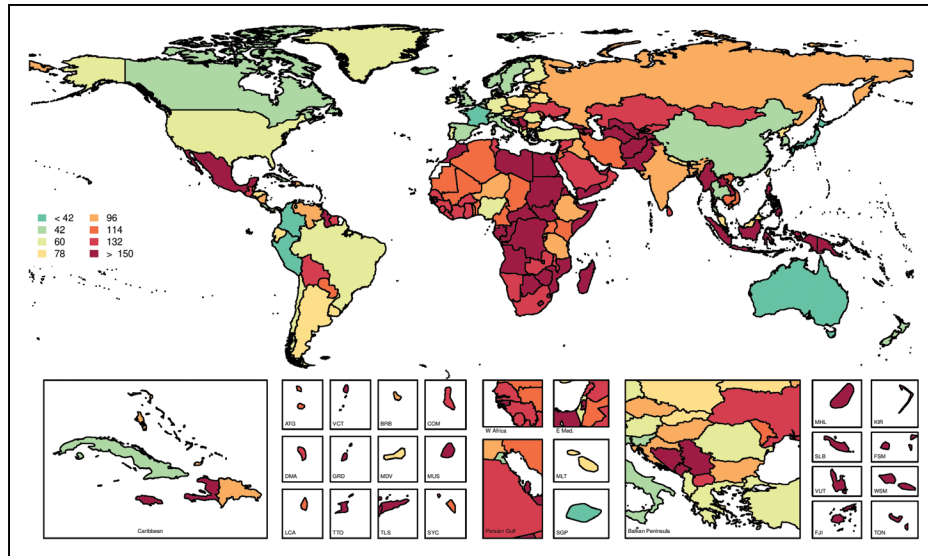 < 42 96
42 114
60 132
78 > 150
Caribbean
ATG VCT BRB COM
DMA GRD MDV MUS
LCA TTO TLS SYC
W Africa E Med.
Persian Gulf MLT
SGP
Balkan Peninsula
MHL KIR
SLB FSM
VUT WSM
FJI TON